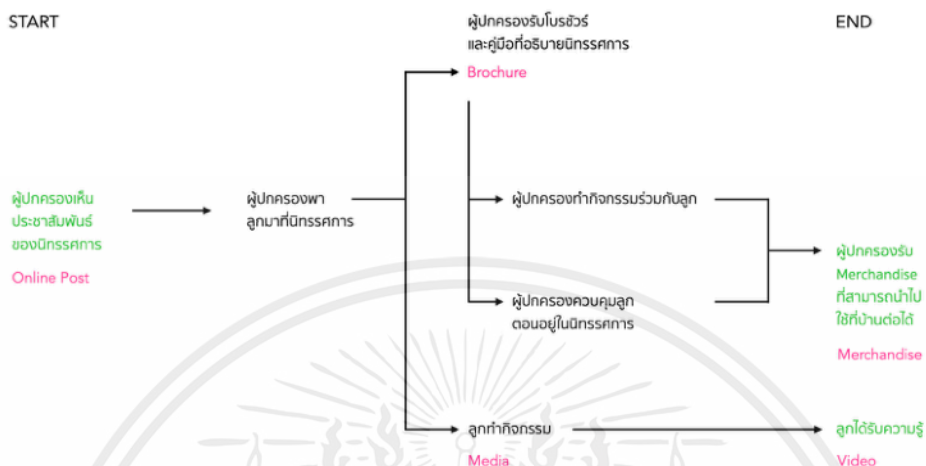 START
ผู้ปกครองรับโบรชัวร์
และคู่มือที่อธิบายนิทรรศการ
Brochure
END
ผู้ปกครองเห็น
ประชาสัมพันธ์
ของนิทรรศการ
Online Post
ผู้ปกครองพา
ลูกมาที่นิทรรศการ
ผู้ปกครองทำกิจกรรมร่วมกับลูก
ผู้ปกครองควบคุมลูก
ตอนอยู่ในนิทรรศการ
ผู้ปกครองรับ
Merchandise
ที่สามารถนำไป
ใช้ที่บ้านต่อได้
Merchandise
ลูกทำกิจกรรม
Media
ลูกได้รับความรู้
Video